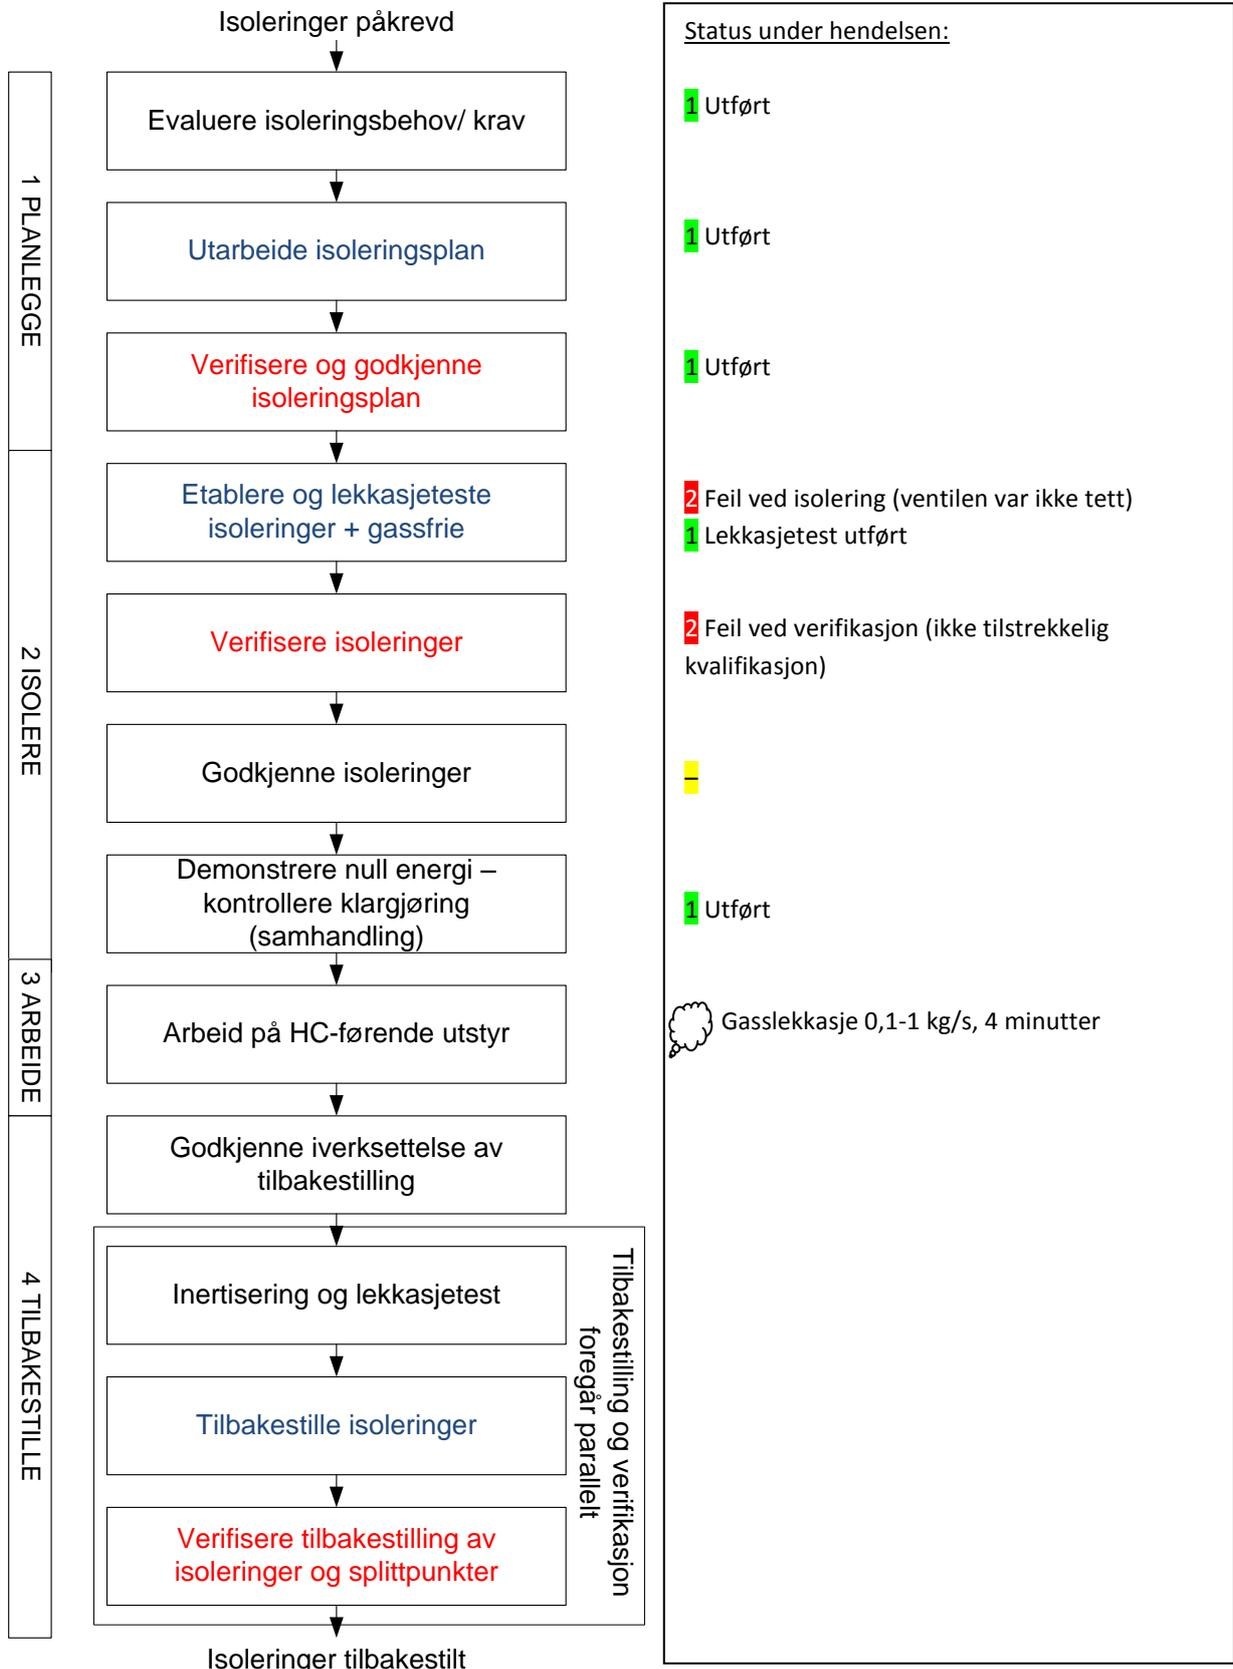 Isoleringer påkrevd
1 PLANLEGGE
Evaluere isoleringsbehov/ krav
Utarbeide isoleringsplan
Verifisere og godkjenne
isoleringsplan
2 ISOLERE
Etablere og lekkasjeteste
isoleringer + gassfrie
Verifisere isoleringer
Godkjenne isoleringer
Demonstrere null energi –
kontrollere klargjøring
(samhandling)
3 ARBEIDE
Arbeid på HC-førende utstyr
4 TILBAKESTILLE
Godkjenne iverksettelse av
tilbakestilling
Inertisering og lekkasjetest
Tilbakestille isoleringer
Verifisere tilbakestilling av
isoleringer og splittpunkter
Tilbakestilling og verifikasjon
foregår parallelt
Isoleringer tilbakestilt
Status under hendelsen:
1 Utført
1 Utført
1 Utført
2 Feil ved isolering (ventilen var ikke tett)
1 Lekkasjetest utført
2 Feil ved verifikasjon (ikke tilstrekkelig
kvalifikasjon)
–
1 Utført
Gasslekkasje 0,1-1 kg/s, 4 minutter